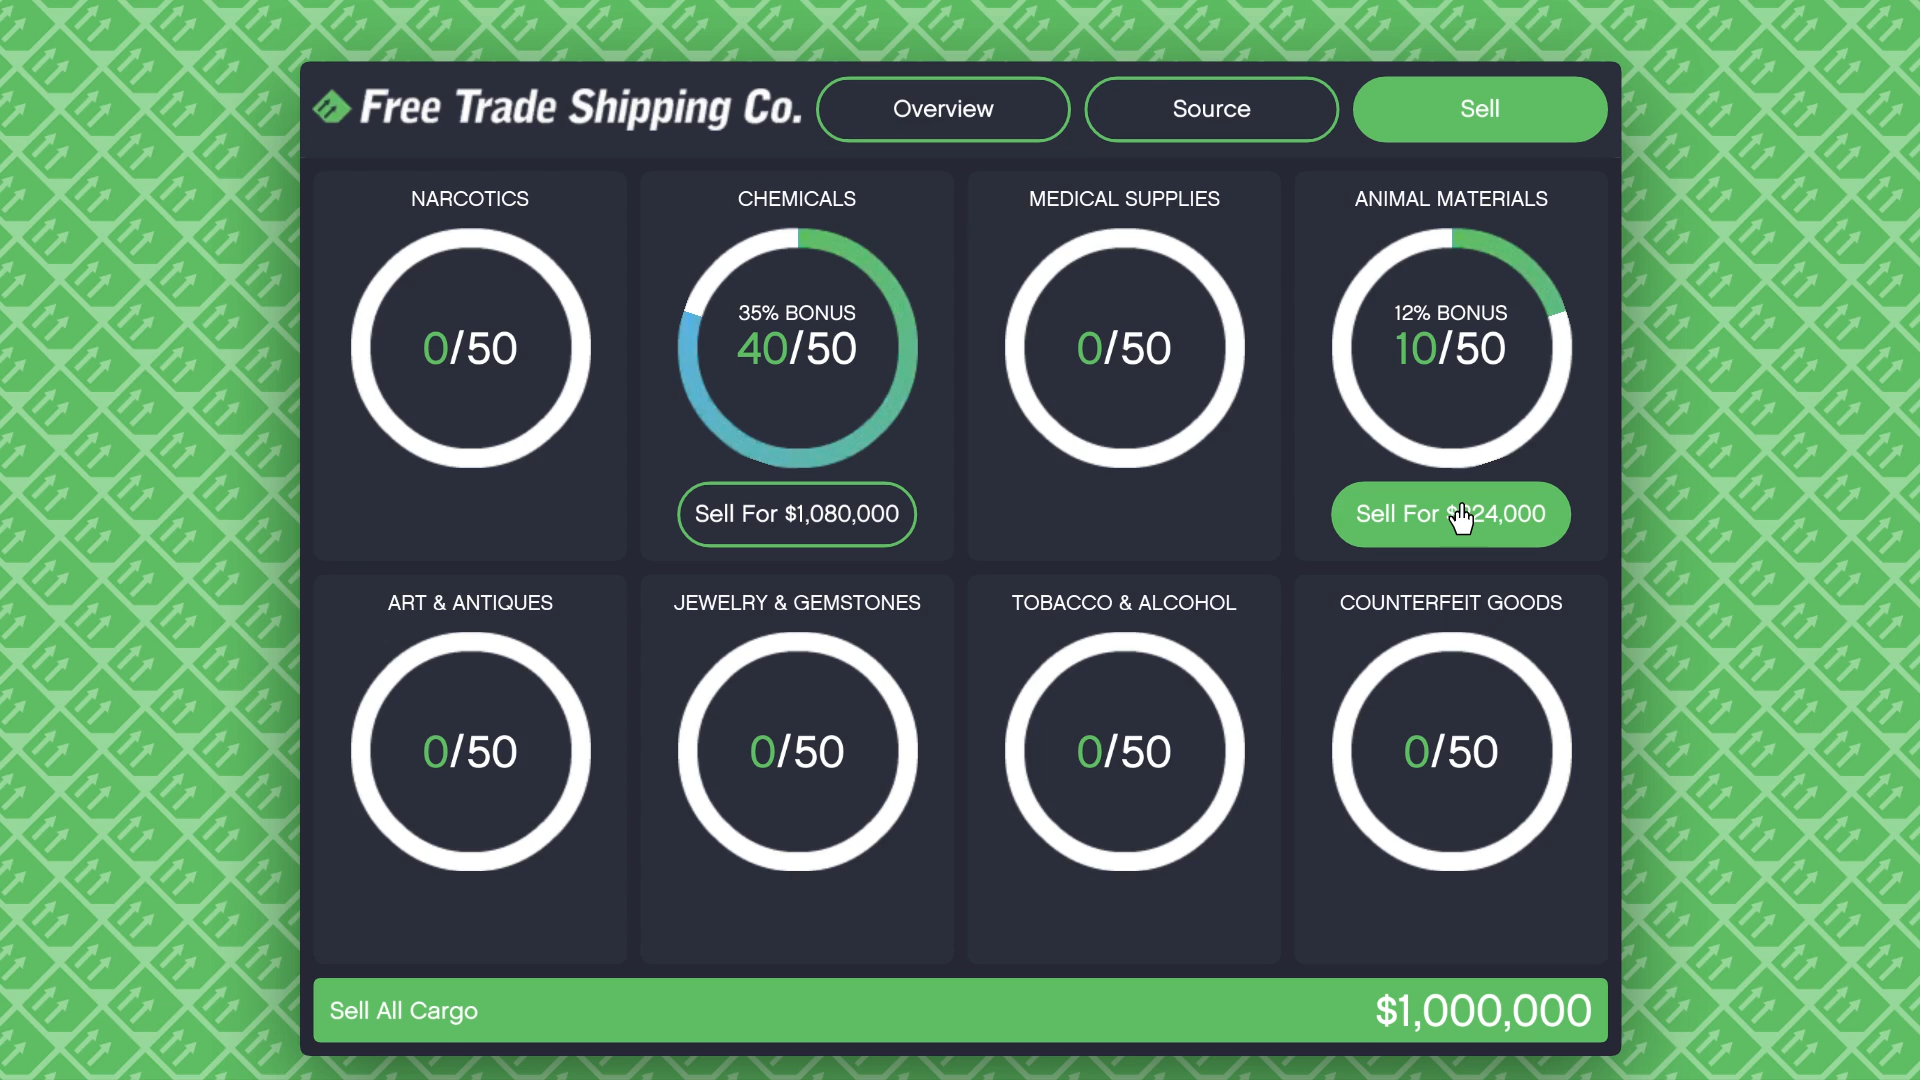 Free Trade Shipping Co.
Overview
Source
Sell
NARCOTICS
0/50
CHEMICALS
35% BONUS
40/50
Sell For $1,080,000
MEDICAL SUPPLIES
0/50
ANIMAL MATERIALS
12% BONUS
10/50
Sell For
ART & ANTIQUES
0/50
JEWELRY & GEMSTONES
0/50
TOBACCO & ALCOHOL
0/50
COUNTERFEIT GOODS
0/50
Sell All Cargo
$1,000,000